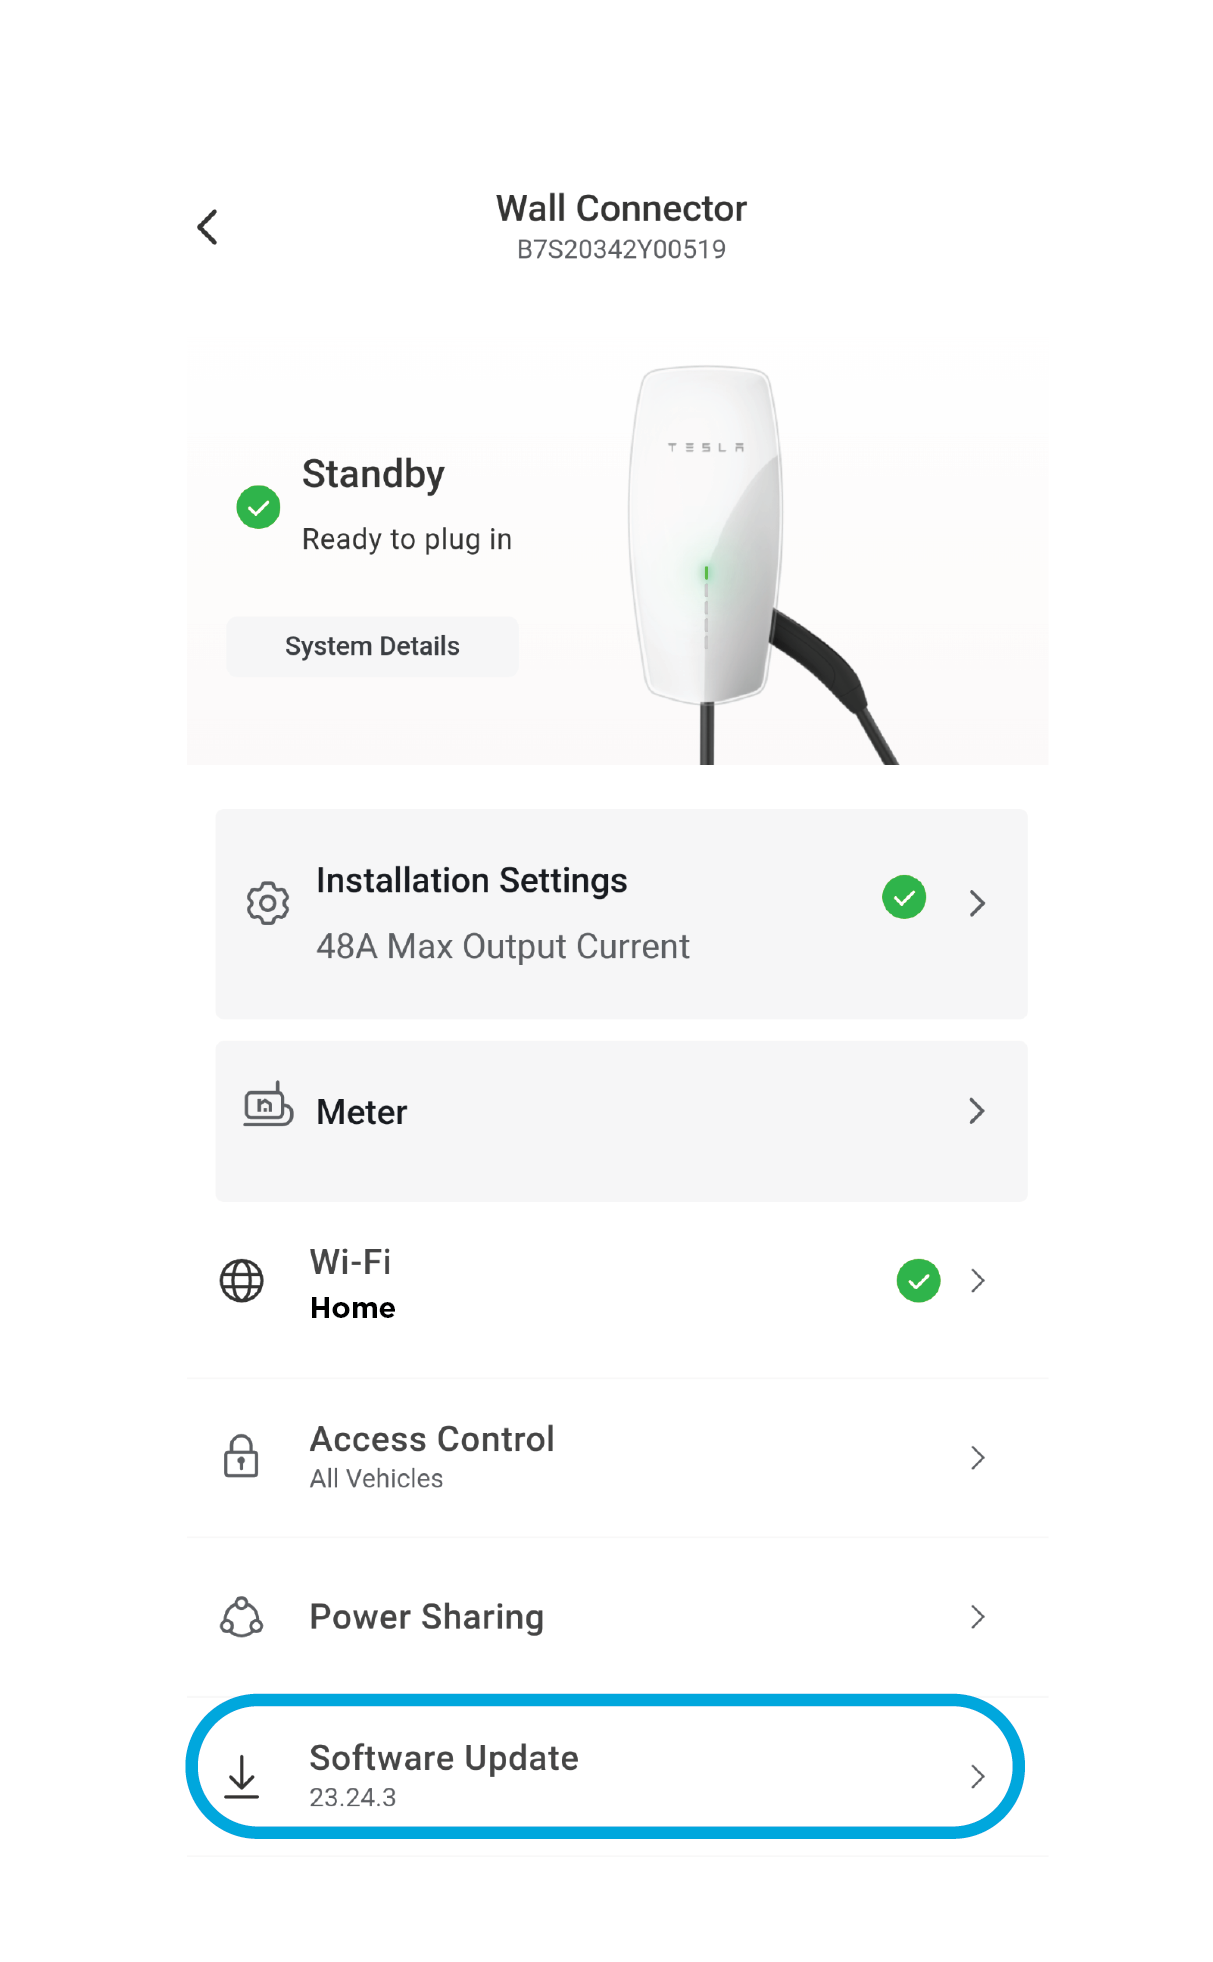 Wall Connector
B7S20342Y00519
TESLA
Standby
Ready to plug in
System Details
Installation Settings
48A Max Output Current
Meter
Wi-Fi
Home
Access Control
All Vehicles
Power Sharing
Software Update
23.24.3